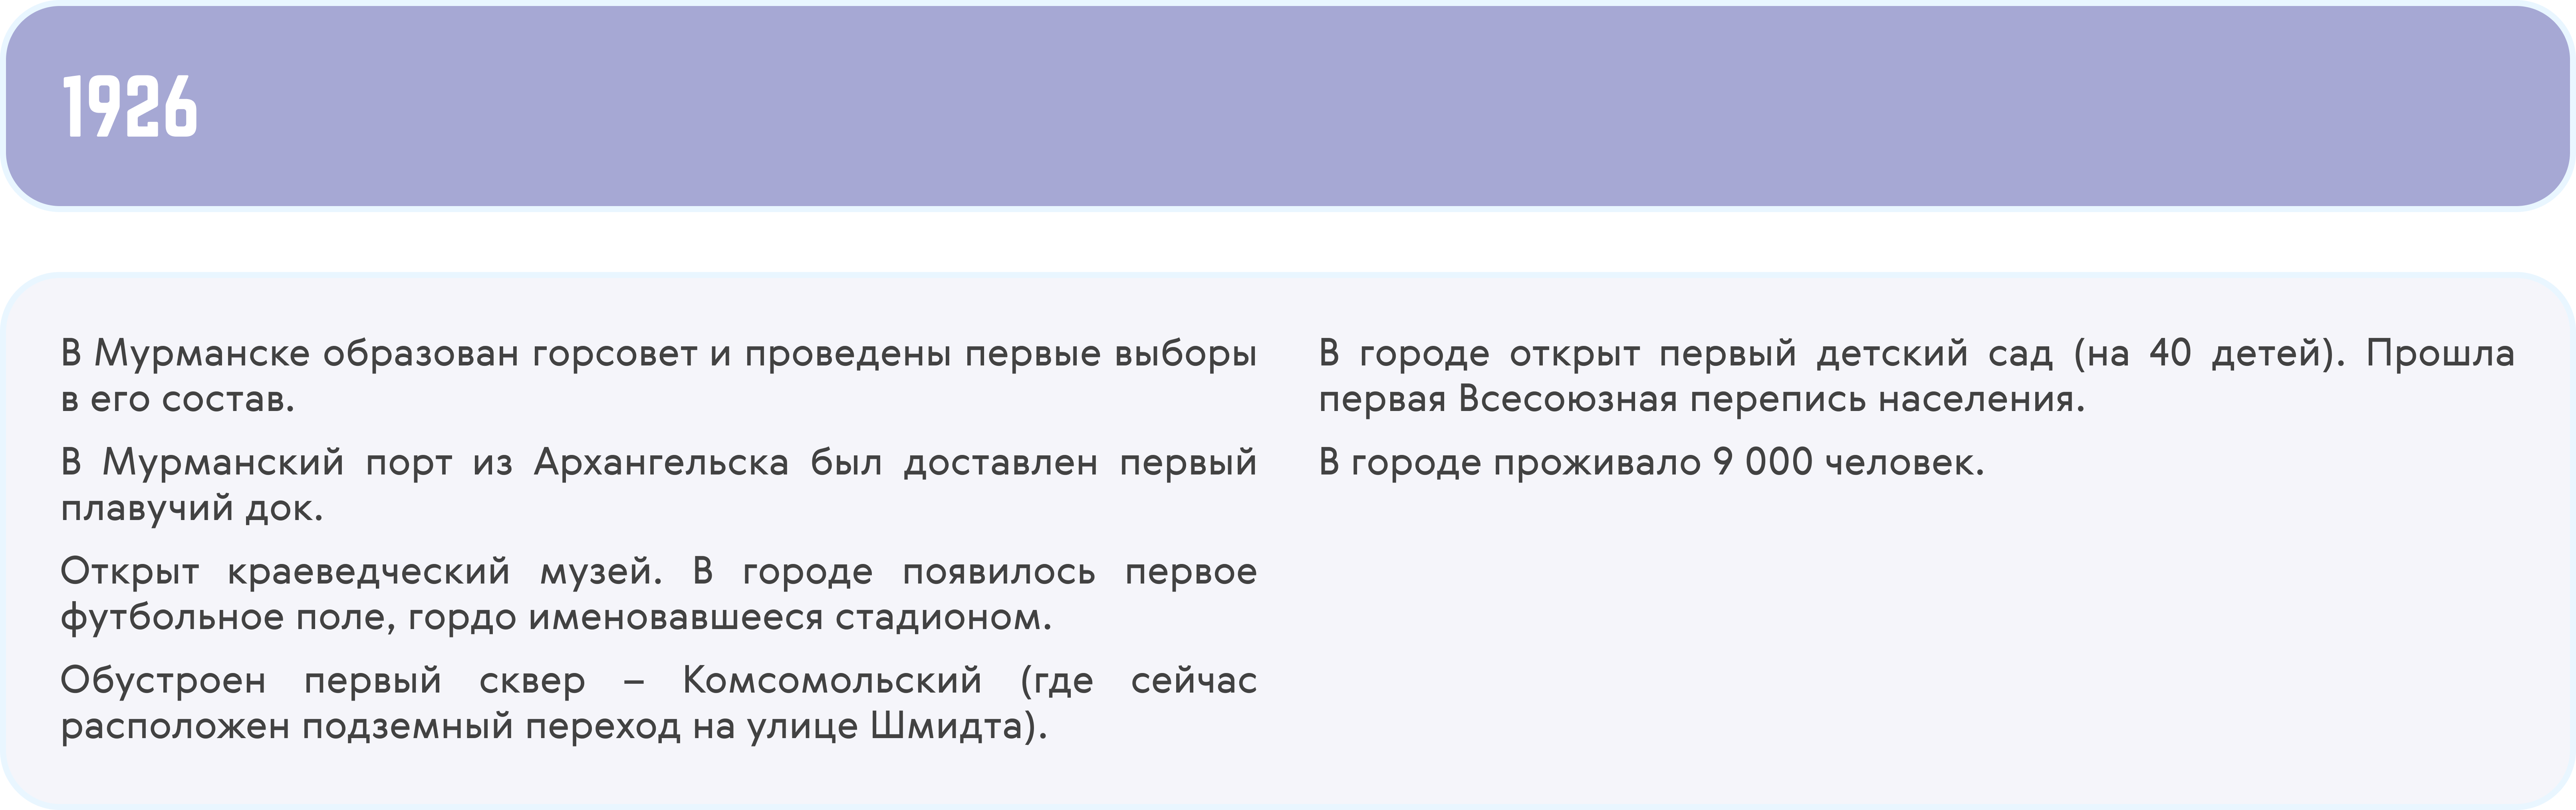 1926
В Мурманске образован горсовет и проведены первые выборы
в его состав.
В Мурманский порт из Архангельска был доставлен первый
плавучий док.
Открыт краеведческий музей. В городе появилось первое
футбольное поле, гордо именовавшееся стадионом.
Обустроен первый сквер – Комсомольский (где сейчас
расположен подземный переход на улице Шмидта).
В городе открыт первый детский сад (на 40 детей). Прошла
первая Всесоюзная перепись населения.
В городе проживало 9 000 человек.